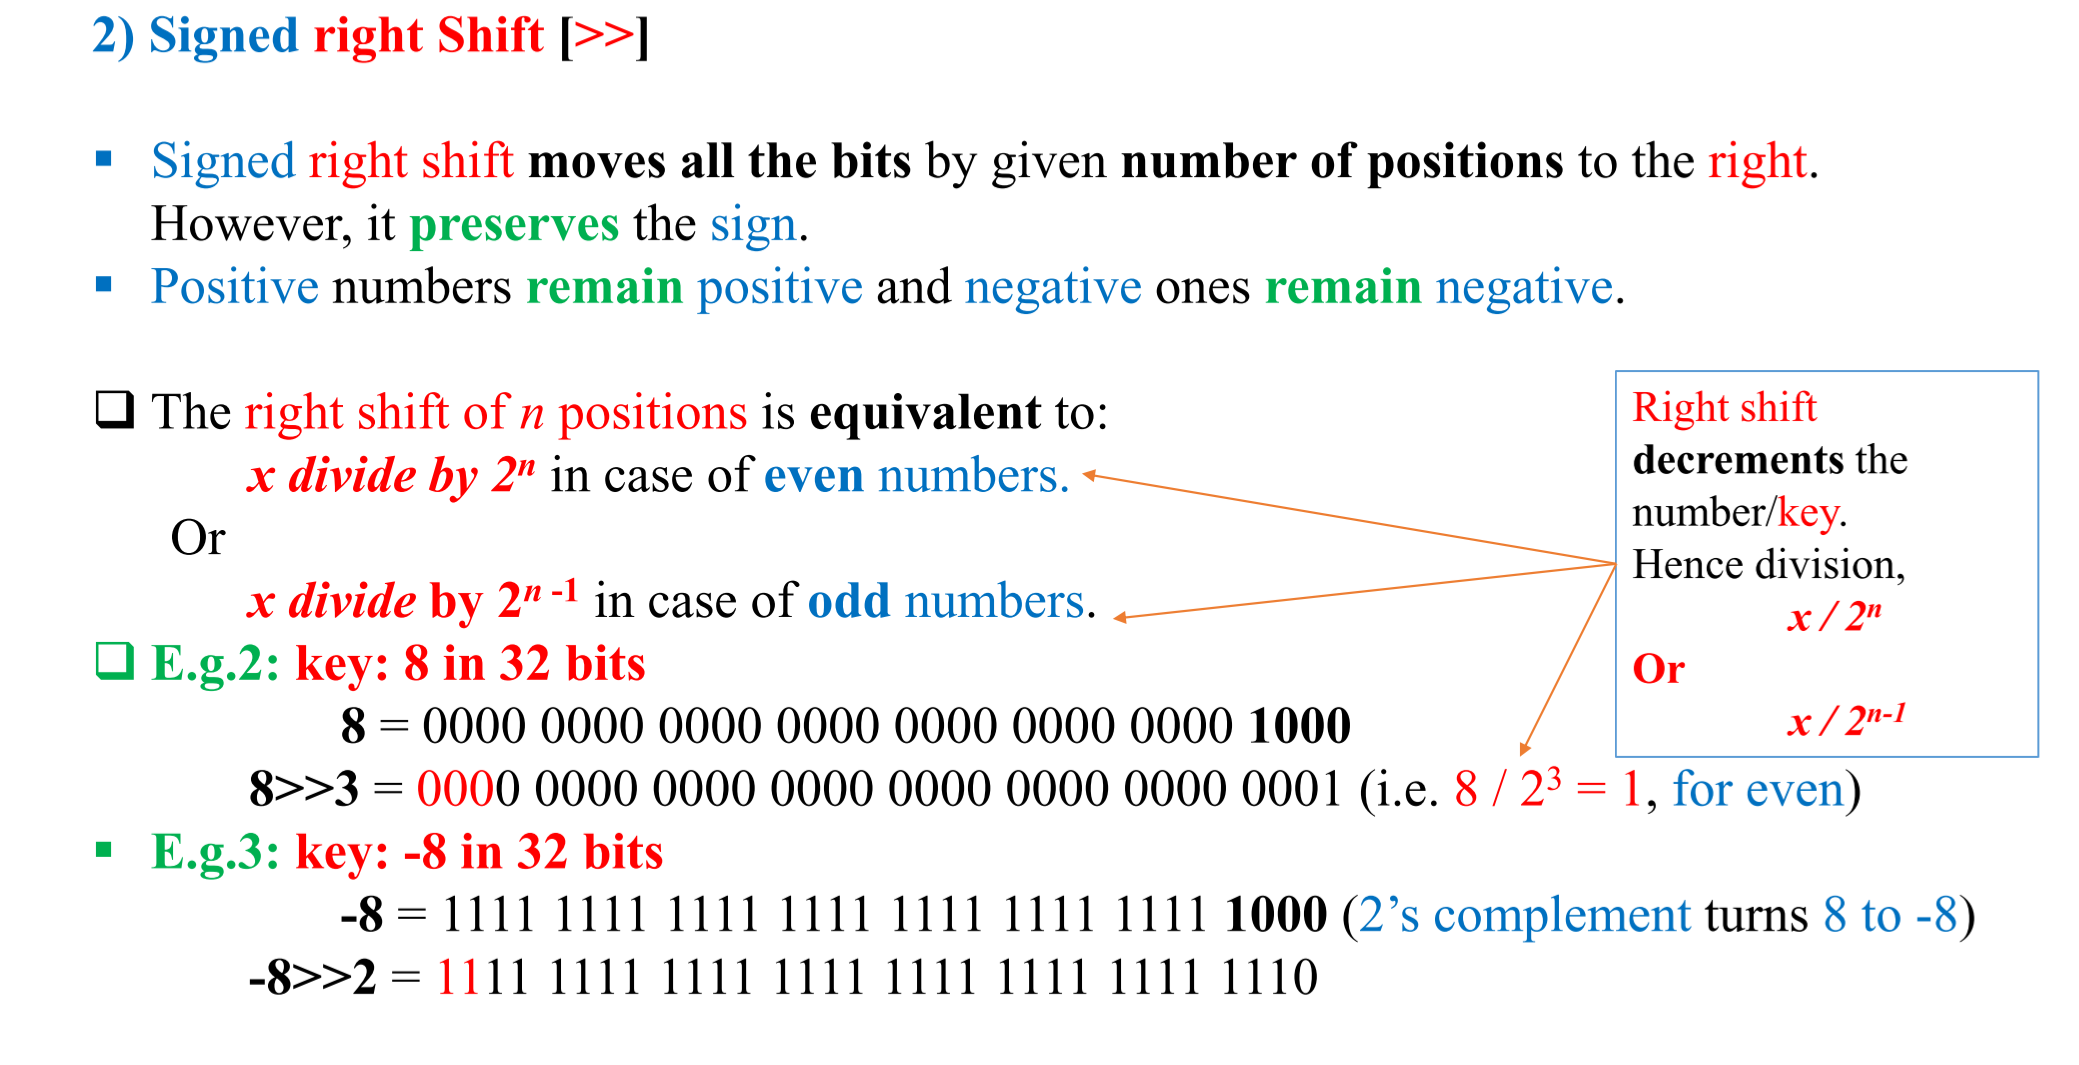 2) Signed right Shift [>>]
▪ Signed right shift moves all the bits by given number of positions to the right.
However, it preserves the sign.
▪ Positive numbers remain positive and negative ones remain negative.
❑ The right shift of n positions is equivalent to:
x divide by 2ⁿ in case of even numbers.
Or
x divide by 2ⁿ ⁻¹ in case of odd numbers.
Right shift
decrements the
number/key.
Hence division,
x / 2ⁿ
Or
x / 2ⁿ⁻¹
❑ E.g.2: key: 8 in 32 bits
8 = 0000 0000 0000 0000 0000 0000 0000 1000
8>>3 = 0000 0000 0000 0000 0000 0000 0000 0001 (i.e. 8 / 2³ = 1, for even)
▪ E.g.3: key: -8 in 32 bits
-8 = 1111 1111 1111 1111 1111 1111 1111 1000 (2’s complement turns 8 to -8)
-8>>2 = 1111 1111 1111 1111 1111 1111 1111 1110